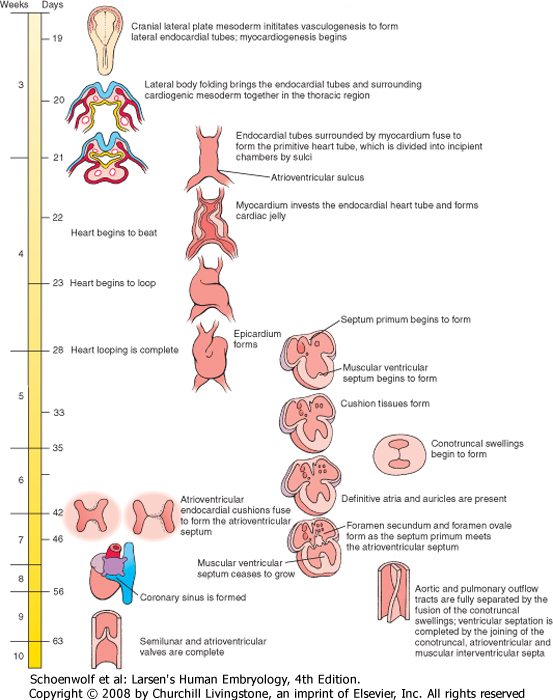 Weeks Days
Cranial lateral plate mesoderm inititates vasculogenesis to form
lateral endocardial tubes; myocardiogenesis begins
19
3
Lateral body folding brings the endocardial tubes and surrounding
cardiogenic mesoderm together in the thoracic region
20
Endocardial tubes surrounded by myocardium fuse to
form the primitive heart tube, which is divided into incipient
chambers by sulci
21
Atrioventricular sulcus
Myocardium invests the endocardial heart tube and forms
cardiac jelly
22
Heart begins to beat
4
23
Heart begins to loop
Septum primum begins to form
Epicardium
forms
28
Heart looping is complete
Muscular ventricular
septum begins to form
5
Cushion tissues form
33
35
Conotruncal swellings
begin to form
6
Atrioventricular
endocardial cushions fuse
to form the atrioventricular
septum
Definitive atria and auricles are present
42
Foramen secundum and foramen ovale
form as the septum primum meets
the atrioventricular septum
7
46
Muscular ventricular
septum ceases to grow
8
56
Coronary sinus is formed
Aortic and pulmonary outflow
tracts are fully separated by the
fusion of the conotruncal
swellings; ventricular septation is
completed by the joining of the
conotruncal, atrioventricular and
muscular interventricular septa
9
63
Semilunar and atrioventricular
valves are complete
10
Schoenwolf et al: Larsen's Human Embryology, 4th Edition.
Copyright © 2008 by Churchill Livingstone, an imprint of Elsevier, Inc. All rights reserved